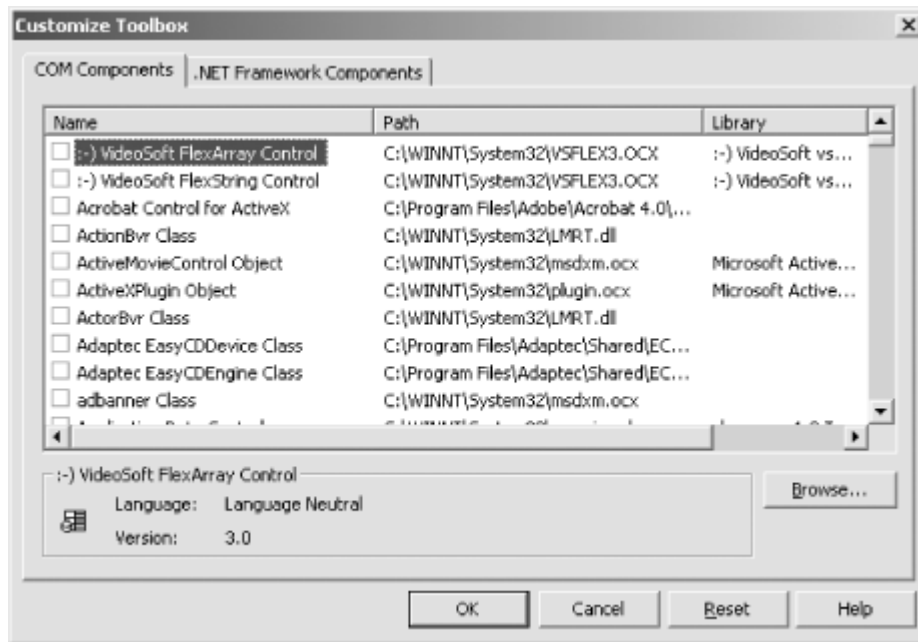 Customize Toolbox
COM Components .NET Framework Components
Name Path Library
:-) VideoSoft FlexArray Control C:\WINNT\System32\VSFLEX3.OCX :-) VideoSoft vs...
:-) VideoSoft FlexString Control C:\WINNT\System32\VSFLEX3.OCX :-) VideoSoft vs...
Acrobat Control for ActiveX C:\Program Files\Adobe\Acrobat 4.0\...
ActionBvr Class C:\WINNT\System32\LMRT.dll
ActiveMovieControl Object C:\WINNT\System32\msdxm.ocx Microsoft Active...
ActiveXPlugin Object C:\WINNT\System32\plugin.ocx Microsoft Active...
ActorBvr Class C:\WINNT\System32\LMRT.dll
Adaptec EasyCDDevice Class C:\Program Files\Adaptec\Shared\EC...
Adaptec EasyCDEngine Class C:\Program Files\Adaptec\Shared\EC...
adbanner Class C:\WINNT\System32\msdxm.ocx
:-) VideoSoft FlexArray Control
Browse...
Language: Language Neutral
Version: 3.0
OK Cancel Reset Help